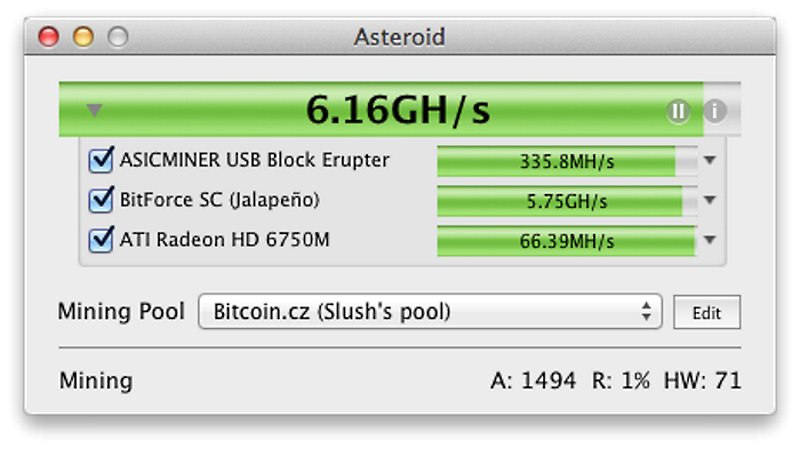 Asteroid
6.16GH/s
ASICMINER USB Block Erupter 335.8MH/s
BitForce SC (Jalapeño) 5.75GH/s
ATI Radeon HD 6750M 66.39MH/s
Mining Pool Bitcoin.cz (Slush's pool) Edit
Mining A: 1494 R: 1% HW: 71